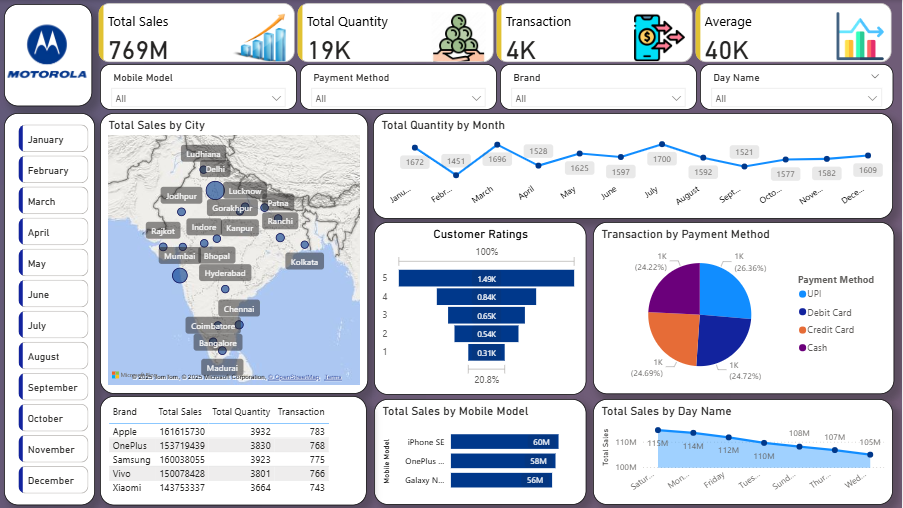 MOTOROLA
Total Sales
769M
Total Quantity
19K
Transaction
4K
Average
40K
Mobile Model
All
Payment Method
All
Brand
All
Day Name
All
January
February
March
April
May
June
July
August
September
October
November
December
Total Sales by City
Ludhiana
Delhi
Lucknow
Jodhpur
Gorakhpur
Patna
Ranchi
Rajkot
Indore
Kanpur
Mumbai
Bhopal
Kolkata
Hyderabad
Chennai
Coimbatore
Bangalore
Madurai
© 2025 TomTom, © 2025 Microsoft Corporation, © OpenStreetMap Terms
Total Quantity by Month
1672
1451
1696
1528
1625
1597
1700
1592
1521
1577
1582
1609
Janu...
Febr...
March
April
May
June
July
August
Sept...
Octo...
Nove...
Dece...
Customer Ratings
100%
5 1.49K
4 0.84K
3 0.65K
2 0.54K
1 0.31K
20.8%
Transaction by Payment Method
1K
(24.22%)
1K
(26.36%)
1K
(24.69%)
1K
(24.72%)
Payment Method
UPI
Debit Card
Credit Card
Cash
Brand Total Sales Total Quantity Transaction
Apple 161615730 3932 783
OnePlus 153719439 3830 768
Samsung 160038055 3923 775
Vivo 150078428 3801 766
Xiaomi 143753337 3664 743
Total Sales by Mobile Model
Mobile Model
iPhone SE 60M
OnePlus ... 58M
Galaxy N... 56M
Total Sales by Day Name
Total Sales
110M
100M
115M
114M
112M
110M
108M
107M
105M
Satur...
Mon...
Friday
Tues...
Sund...
Thur...
Wed...